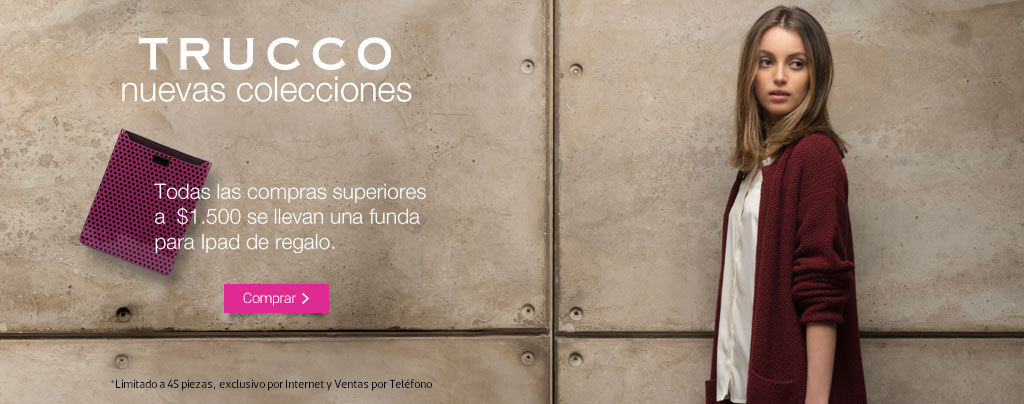 TRUCCO
nuevas colecciones
Todas las compras superiores
a $1.500 se llevan una funda
para Ipad de regalo.
Comprar >
*Limitado a 45 piezas, exclusivo por Internet y Ventas por Teléfono